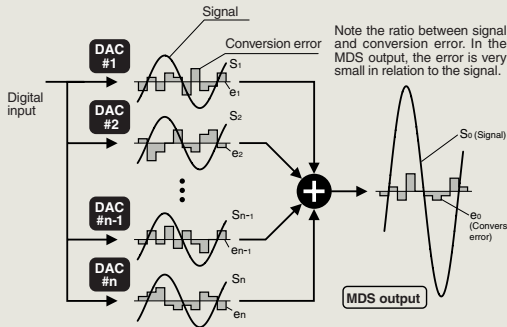 Signal
Conversion error
Note the ratio between signal
and conversion error. In the
MDS output, the error is very
small in relation to the signal.
DAC
#1
S1
e1
Digital
input
DAC
#2
S2
e2
S0 (Signal)
DAC
#n-1
Sn-1
en-1
+
e0
(Convers
error)
DAC
#n
Sn
en
MDS output